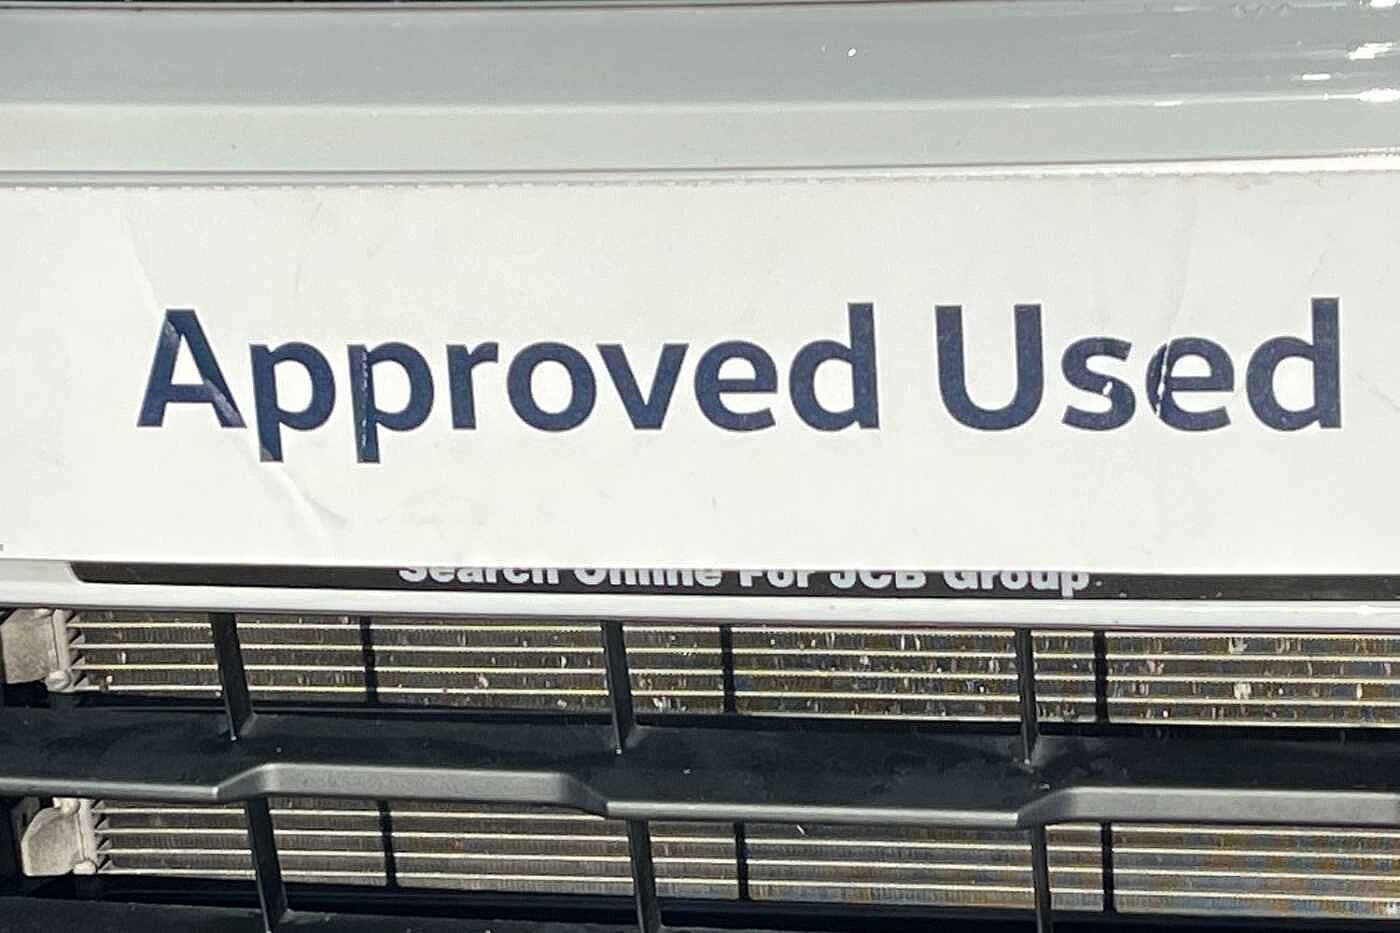 Approved Used
Search Online For JCB Group